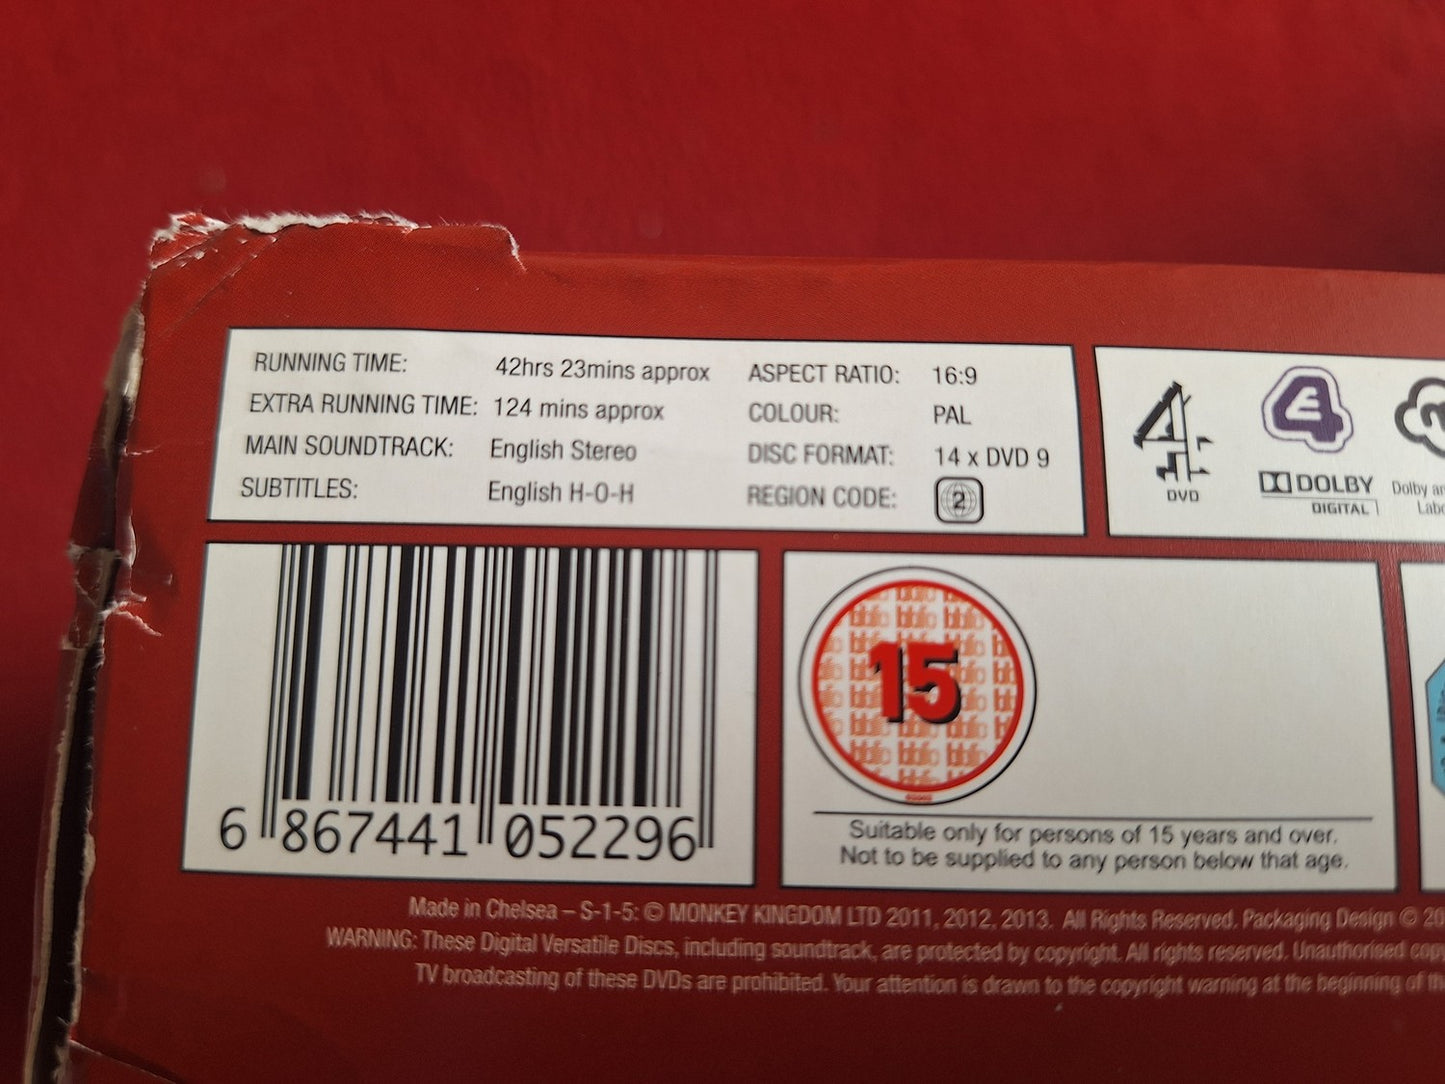 RUNNING TIME: 42hrs 23mins approx
EXTRA RUNNING TIME: 124 mins approx
MAIN SOUNDTRACK: English Stereo
SUBTITLES: English H-O-H
ASPECT RATIO: 16:9
COLOUR: PAL
DISC FORMAT: 14 x DVD 9
REGION CODE: 2
4
DVD
E4
DOLBY
DIGITAL
Dolby
6 867441 052296
bbfc
15
Suitable only for persons of 15 years and over.
Not to be supplied to any person below that age.
Made in Chelsea – S-1-5: © MONKEY KINGDOM LTD 2011, 2012, 2013. All Rights Reserved. Packaging Design ©
WARNING: These Digital Versatile Discs, including soundtrack, are protected by copyright. All rights reserved. Unauthorised
TV broadcasting of these DVDs are prohibited. Your attention is drawn to the copyright warning at the beginning of